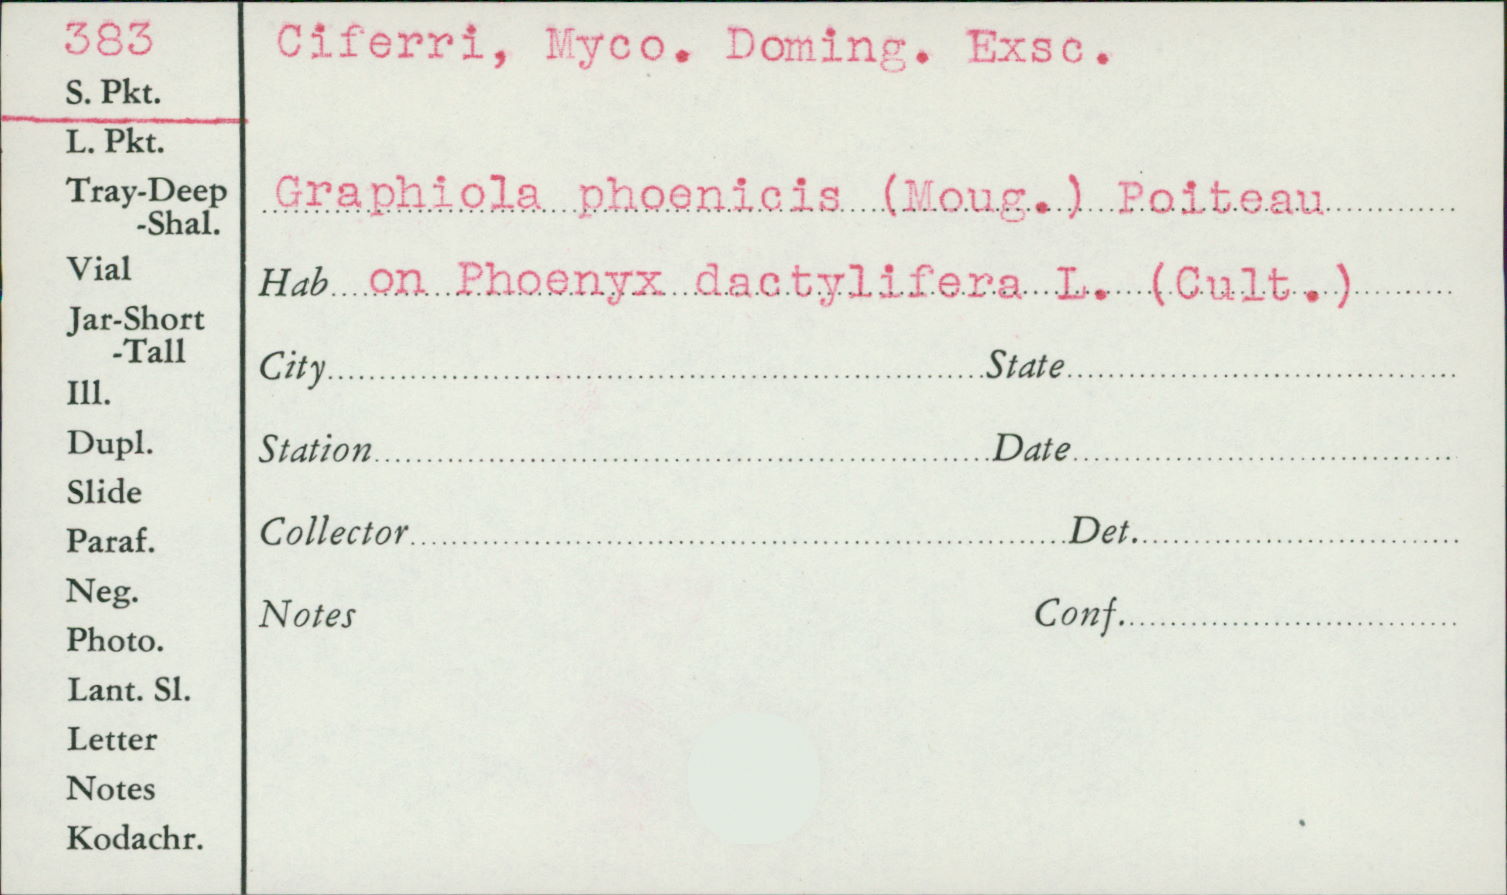 383
S. Pkt.
L. Pkt.
Tray-Deep
-Shal.
Vial
Jar-Short
-Tall
Ill.
Dupl.
Slide
Paraf.
Neg.
Photo.
Lant. Sl.
Letter
Notes
Kodachr.
Ciferri, Myco. Doming. Exsc.
Graphiola phoenicis (Moug.) Poiteau
Hab on Phoenyx dactylifera L. (Cult.)
City State
Station Date
Collector Det.
Notes Conf.